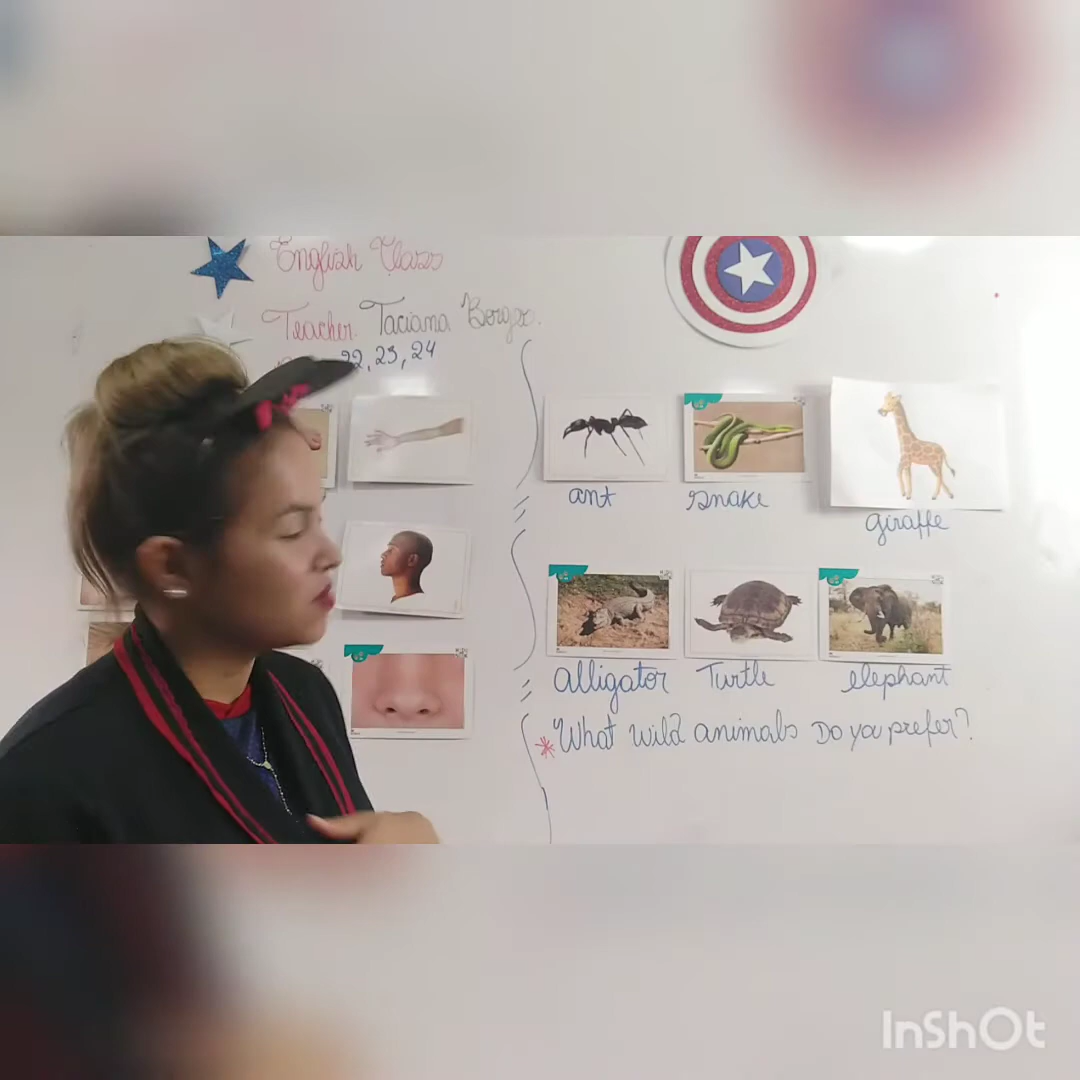 English Class
Teacher: Taciana Borges.
22, 23, 24
ant
snake
giraffe
alligator
Turtle
elephant
* What wild animals Do you prefer?
InShOt